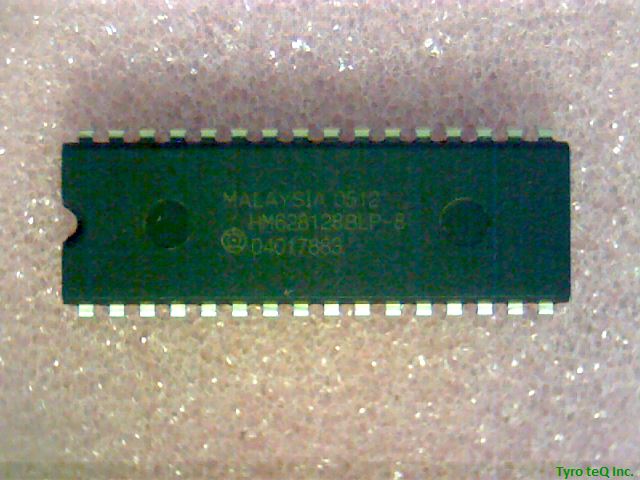 MALAYSIA 0512
HM628128BLP-8
04017883
Tyro teQ Inc.